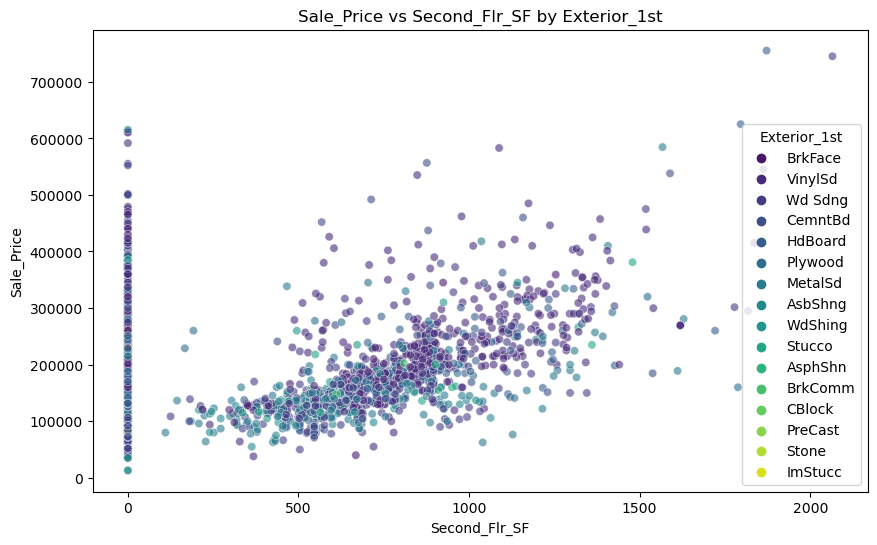 Sale_Price vs Second_Flr_SF by Exterior_1st
Sale_Price
700000
600000
500000
400000
300000
200000
100000
0
Exterior_1st
BrkFace
VinylSd
Wd Sdng
CemntBd
HdBoard
Plywood
MetalSd
AsbShng
WdShing
Stucco
AsphShn
BrkComm
CBlock
PreCast
Stone
ImStucc
0
500
1000
1500
2000
Second_Flr_SF